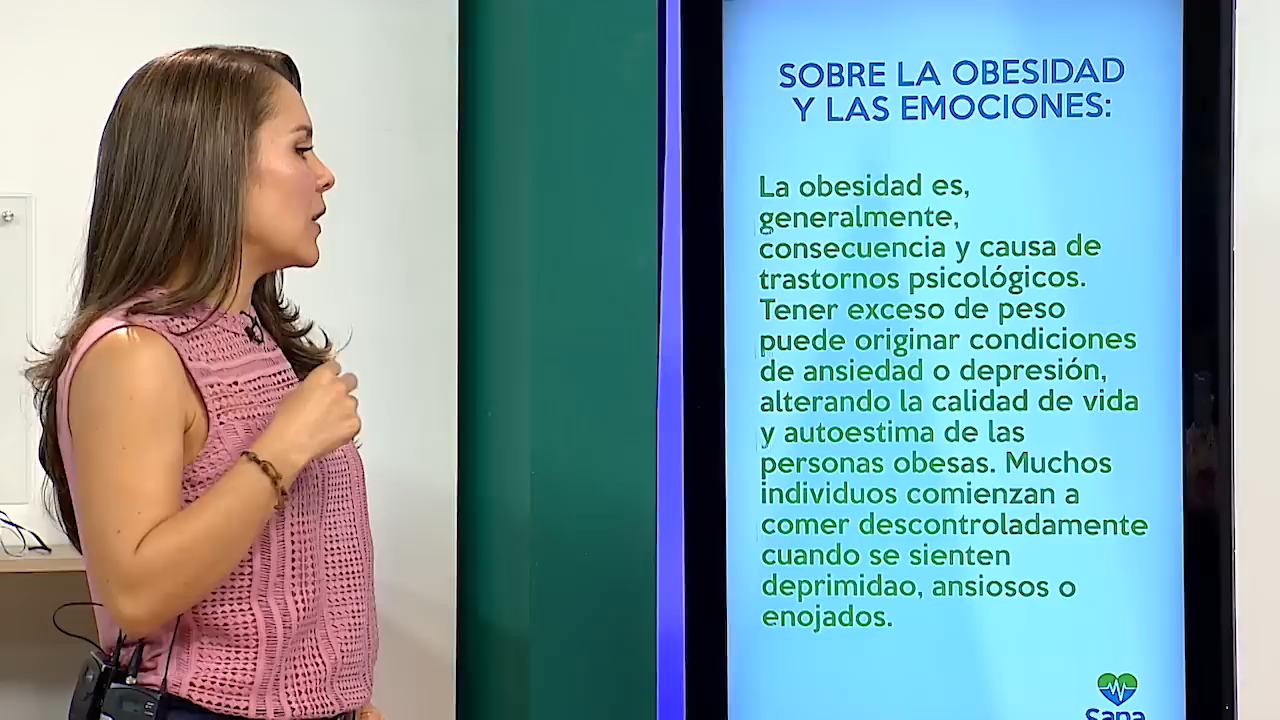 SOBRE LA OBESIDAD
Y LAS EMOCIONES:
La obesidad es,
generalmente,
consecuencia y causa de
trastornos psicológicos.
Tener exceso de peso
puede originar condiciones
de ansiedad o depresión,
alterando la calidad de vida
y autoestima de las
personas obesas. Muchos
individuos comienzan a
comer descontroladamente
cuando se sienten
deprimidao, ansiosos o
enojados.
Sana